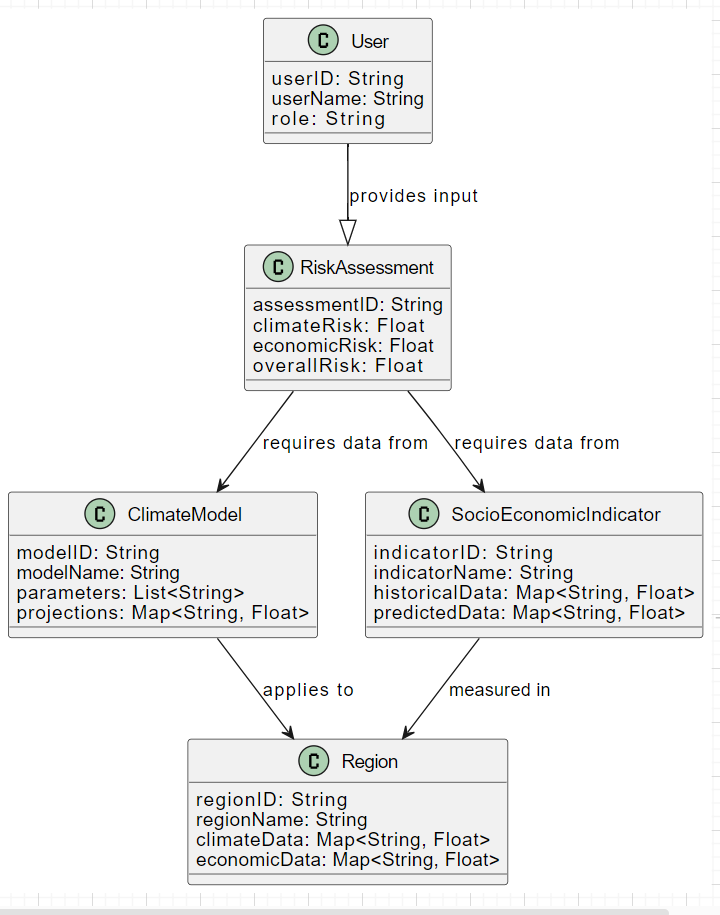 C User
userID: String
userName: String
role: String
provides input
C RiskAssessment
assessmentID: String
climateRisk: Float
economicRisk: Float
overallRisk: Float
requires data from
requires data from
C ClimateModel
modelID: String
modelName: String
parameters: List<String>
projections: Map<String, Float>
C SocioEconomicIndicator
indicatorID: String
indicatorName: String
historicalData: Map<String, Float>
predictedData: Map<String, Float>
applies to
measured in
C Region
regionID: String
regionName: String
climateData: Map<String, Float>
economicData: Map<String, Float>